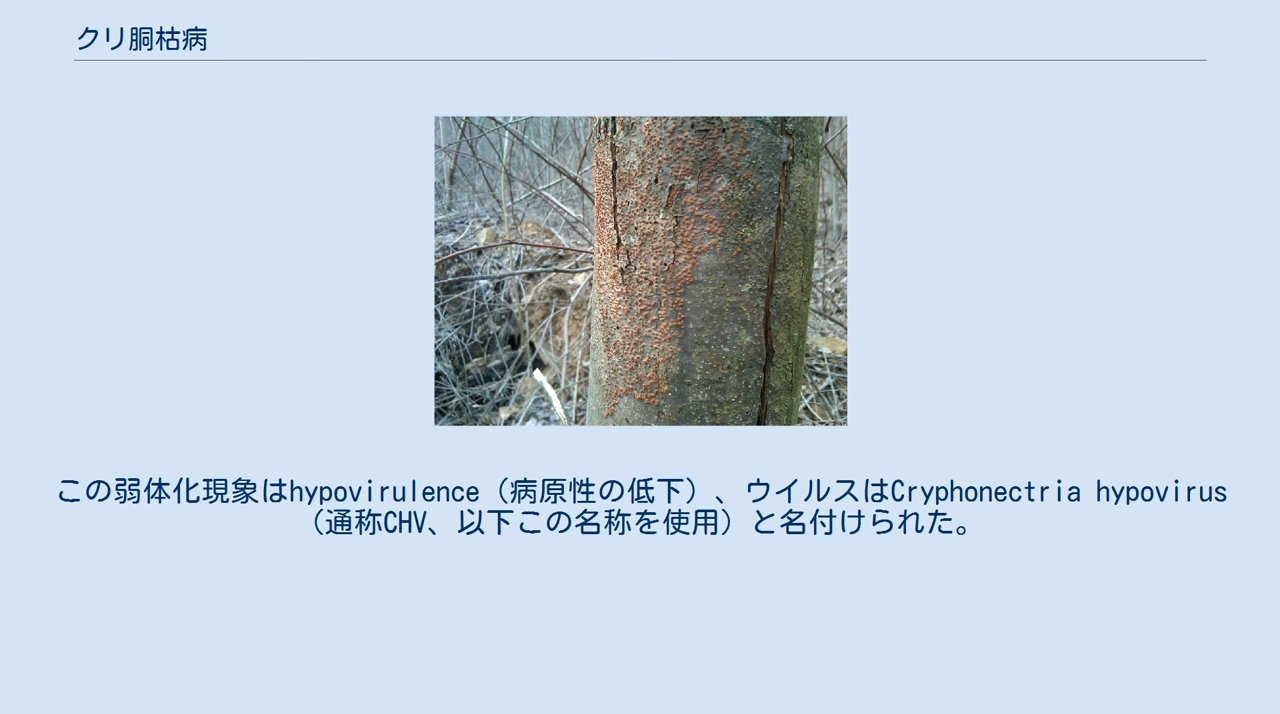 クリ胴枯病
この弱体化現象はhypovirulence（病原性の低下）、ウイルスはCryphonectria hypovirus
（通称CHV、以下この名称を使用）と名付けられた。